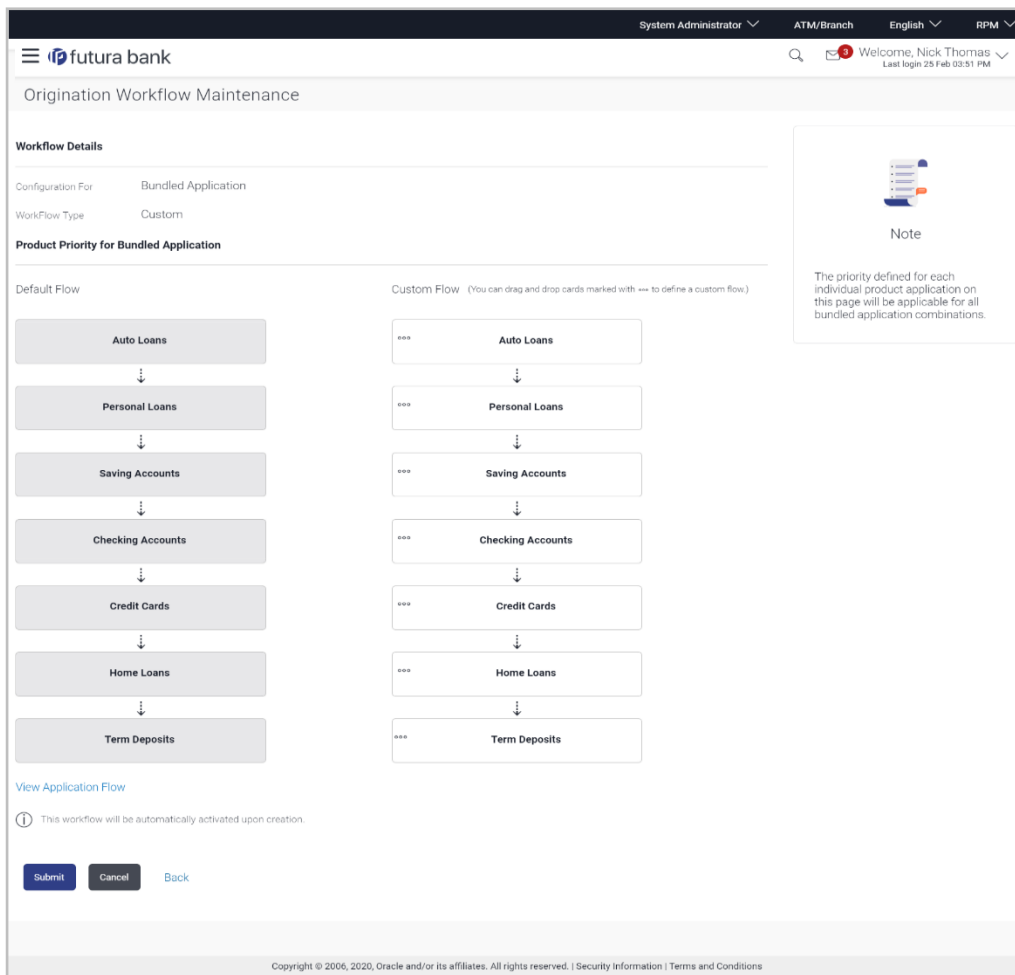 System Administrator ATM/Branch English RPM
futura bank
3 Welcome, Nick Thomas
Last login 25 Feb 03:51 PM
Origination Workflow Maintenance
Workflow Details
Configuration For Bundled Application
WorkFlow Type Custom
Product Priority for Bundled Application
Default Flow
Custom Flow (You can drag and drop cards marked with to define a custom flow.)
Auto Loans Auto Loans
Personal Loans Personal Loans
Saving Accounts Saving Accounts
Checking Accounts Checking Accounts
Credit Cards Credit Cards
Home Loans Home Loans
Term Deposits Term Deposits
View Application Flow
This workflow will be automatically activated upon creation.
Submit Cancel Back
Note
The priority defined for each
individual product application on
this page will be applicable for all
bundled application combinations.
Copyright © 2006, 2020, Oracle and/or its affiliates. All rights reserved. | Security Information | Terms and Conditions